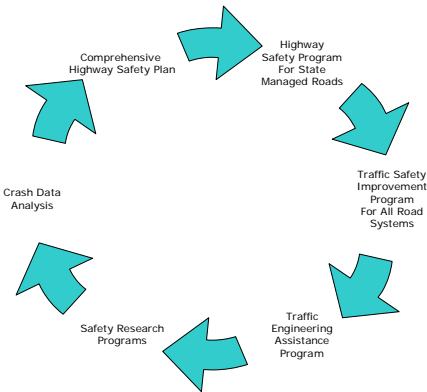 Comprehensive
Highway Safety Plan
Highway
Safety Program
For State
Managed Roads
Traffic Safety
Improvement
Program
For All Road
Systems
Traffic
Engineering
Assistance
Program
Safety Research
Programs
Crash Data
Analysis